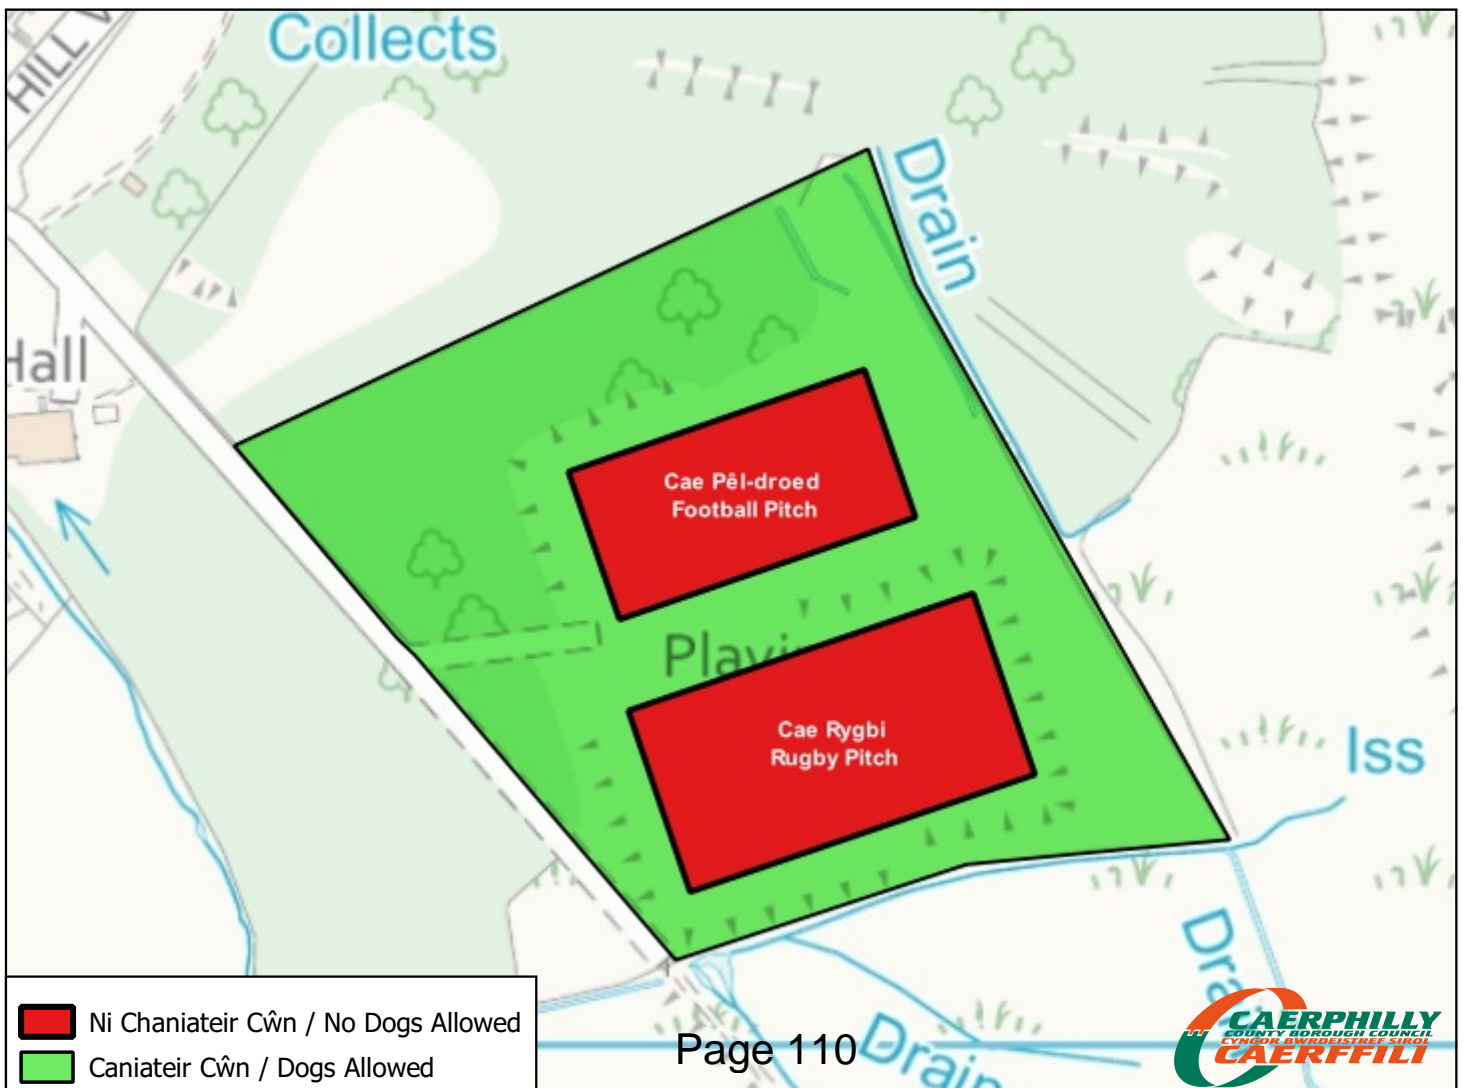 Collects
HILL
Drain
Hall
Cae Pêl-droed
Football Pitch
Cae Rygbi
Rugby Pitch
Iss
Drain
Ni Chaniateir Cŵn / No Dogs Allowed
Caniateir Cŵn / Dogs Allowed
Page 110
CAERPHILLY
COUNTY BOROUGH COUNCIL
CYNGOR BWRDEISTREF SIROL
CAERFFILI